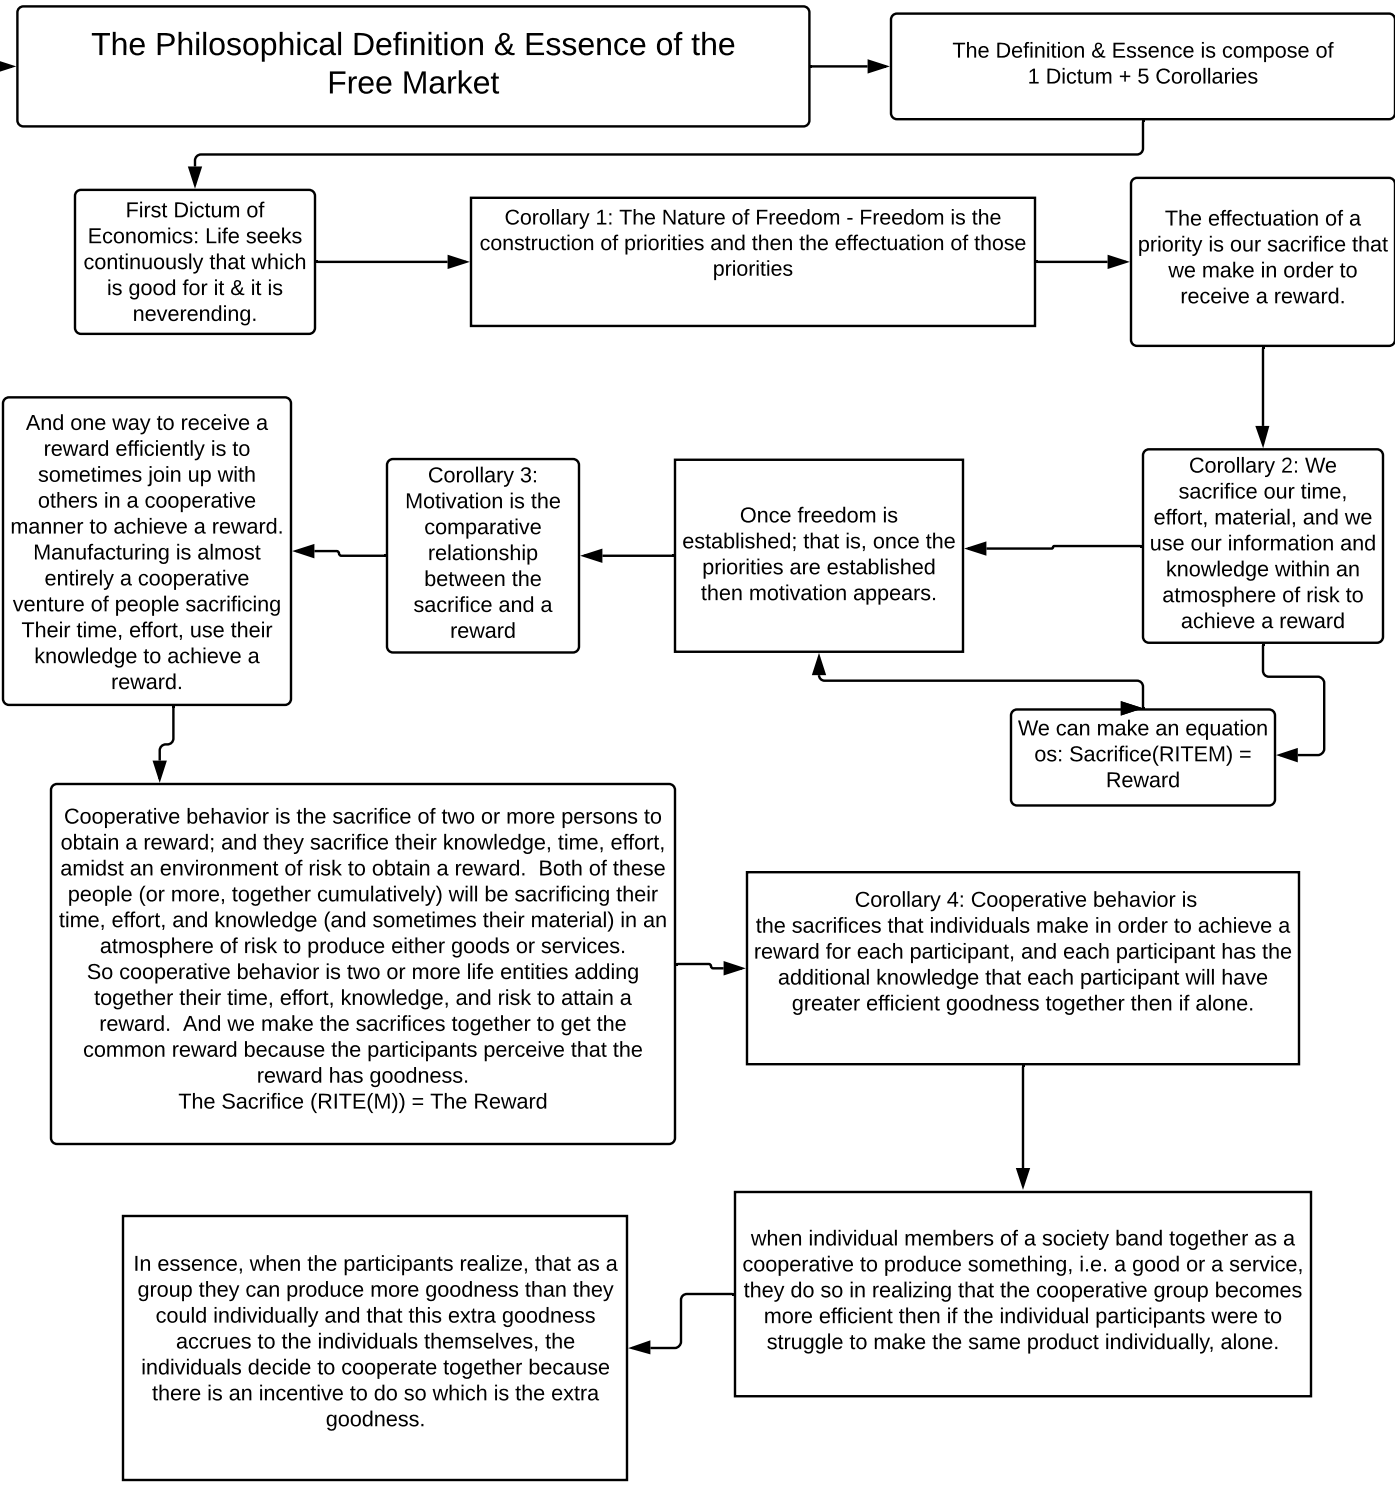 The Philosophical Definition & Essence of the
Free Market
The Definition & Essence is compose of
1 Dictum + 5 Corollaries
First Dictum of
Economics: Life seeks
continuously that which
is good for it & it is
neverending.
Corollary 1: The Nature of Freedom - Freedom is the
construction of priorities and then the effectuation of those
priorities
The effectuation of a
priority is our sacrifice that
we make in order to
receive a reward.
Corollary 2: We
sacrifice our time,
effort, material, and we
use our information and
knowledge within an
atmosphere of risk to
achieve a reward
We can make an equation
os: Sacrifice(RITEM) =
Reward
Once freedom is
established; that is, once the
priorities are established
then motivation appears.
Corollary 3:
Motivation is the
comparative
relationship
between the
sacrifice and a
reward
And one way to receive a
reward efficiently is to
sometimes join up with
others in a cooperative
manner to achieve a reward.
Manufacturing is almost
entirely a cooperative
venture of people sacrificing
Their time, effort, use their
knowledge to achieve a
reward.
Cooperative behavior is the sacrifice of two or more persons to
obtain a reward; and they sacrifice their knowledge, time, effort,
amidst an environment of risk to obtain a reward.  Both of these
people (or more, together cumulatively) will be sacrificing their
time, effort, and knowledge (and sometimes their material) in an
atmosphere of risk to produce either goods or services.
So cooperative behavior is two or more life entities adding
together their time, effort, knowledge, and risk to attain a
reward.  And we make the sacrifices together to get the
common reward because the participants perceive that the
reward has goodness.
The Sacrifice (RITE(M)) = The Reward
Corollary 4: Cooperative behavior is
the sacrifices that individuals make in order to achieve a
reward for each participant, and each participant has the
additional knowledge that each participant will have
greater efficient goodness together then if alone.
when individual members of a society band together as a
cooperative to produce something, i.e. a good or a service,
they do so in realizing that the cooperative group becomes
more efficient then if the individual participants were to
struggle to make the same product individually, alone.
In essence, when the participants realize, that as a
group they can produce more goodness than they
could individually and that this extra goodness
accrues to the individuals themselves, the
individuals decide to cooperate together because
there is an incentive to do so which is the extra
goodness.